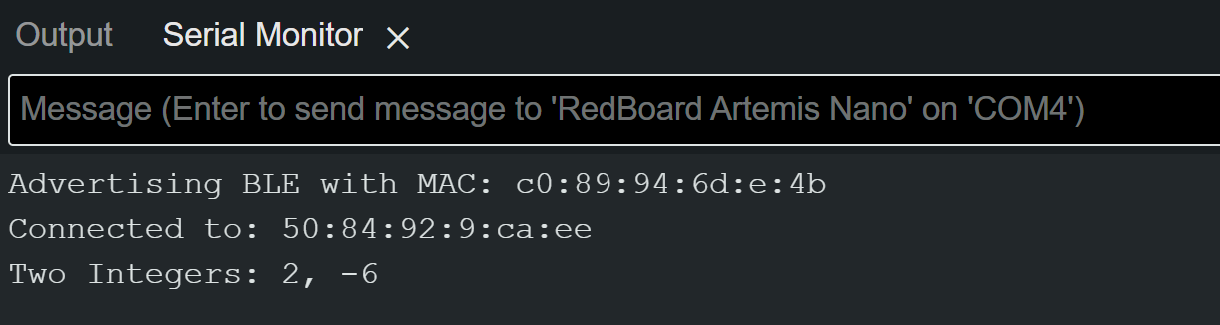 Output Serial Monitor ×
Message (Enter to send message to 'RedBoard Artemis Nano' on 'COM4')
Advertising BLE with MAC: c0:89:94:6d:e:4b
Connected to: 50:84:92:9:ca:ee
Two Integers: 2, -6